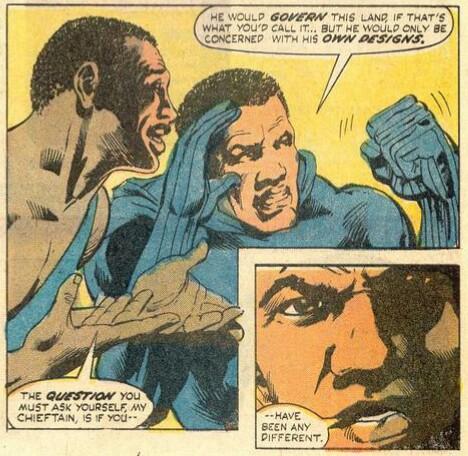 HE WOULD GOVERN THIS LAND, IF THAT'S
WHAT YOU'D CALL IT... BUT HE WOULD ONLY BE
CONCERNED WITH HIS OWN DESIGNS.
THE QUESTION YOU
MUST ASK YOURSELF, MY
CHIEFTAIN, IS IF YOU--
--HAVE
BEEN ANY
DIFFERENT.